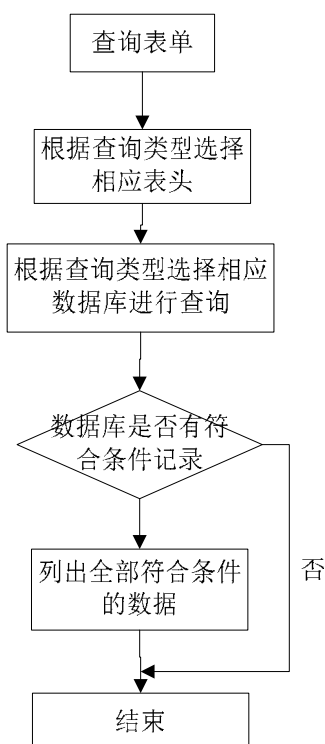 查询表单
根据查询类型选择
相应表头
根据查询类型选择相应
数据库进行查询
数据库是否有符
合条件记录
列出全部符合条件
的数据
否
结束